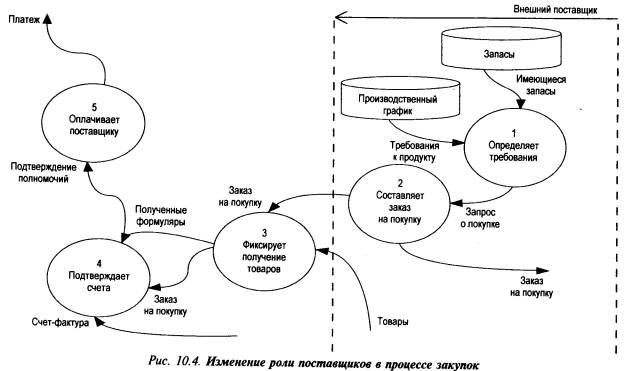 Платеж
Внешний поставщик
Запасы
Имеющиеся
запасы
Производственный
график
5
Оплачивает
поставщику
1
Определяет
требования
Требования
к продукту
Подтверждение
полномочий
2
Составляет
заказ
на покупку
Заказ
на покупку
Запрос
о покупке
Полученные
формуляры
3
Фиксирует
получение
товаров
4
Подтверждает
счета
Заказ
на покупку
Заказ
на покупку
Счет-фактура
Товары
Рис. 10.4. Изменение роли поставщиков в процессе закупок